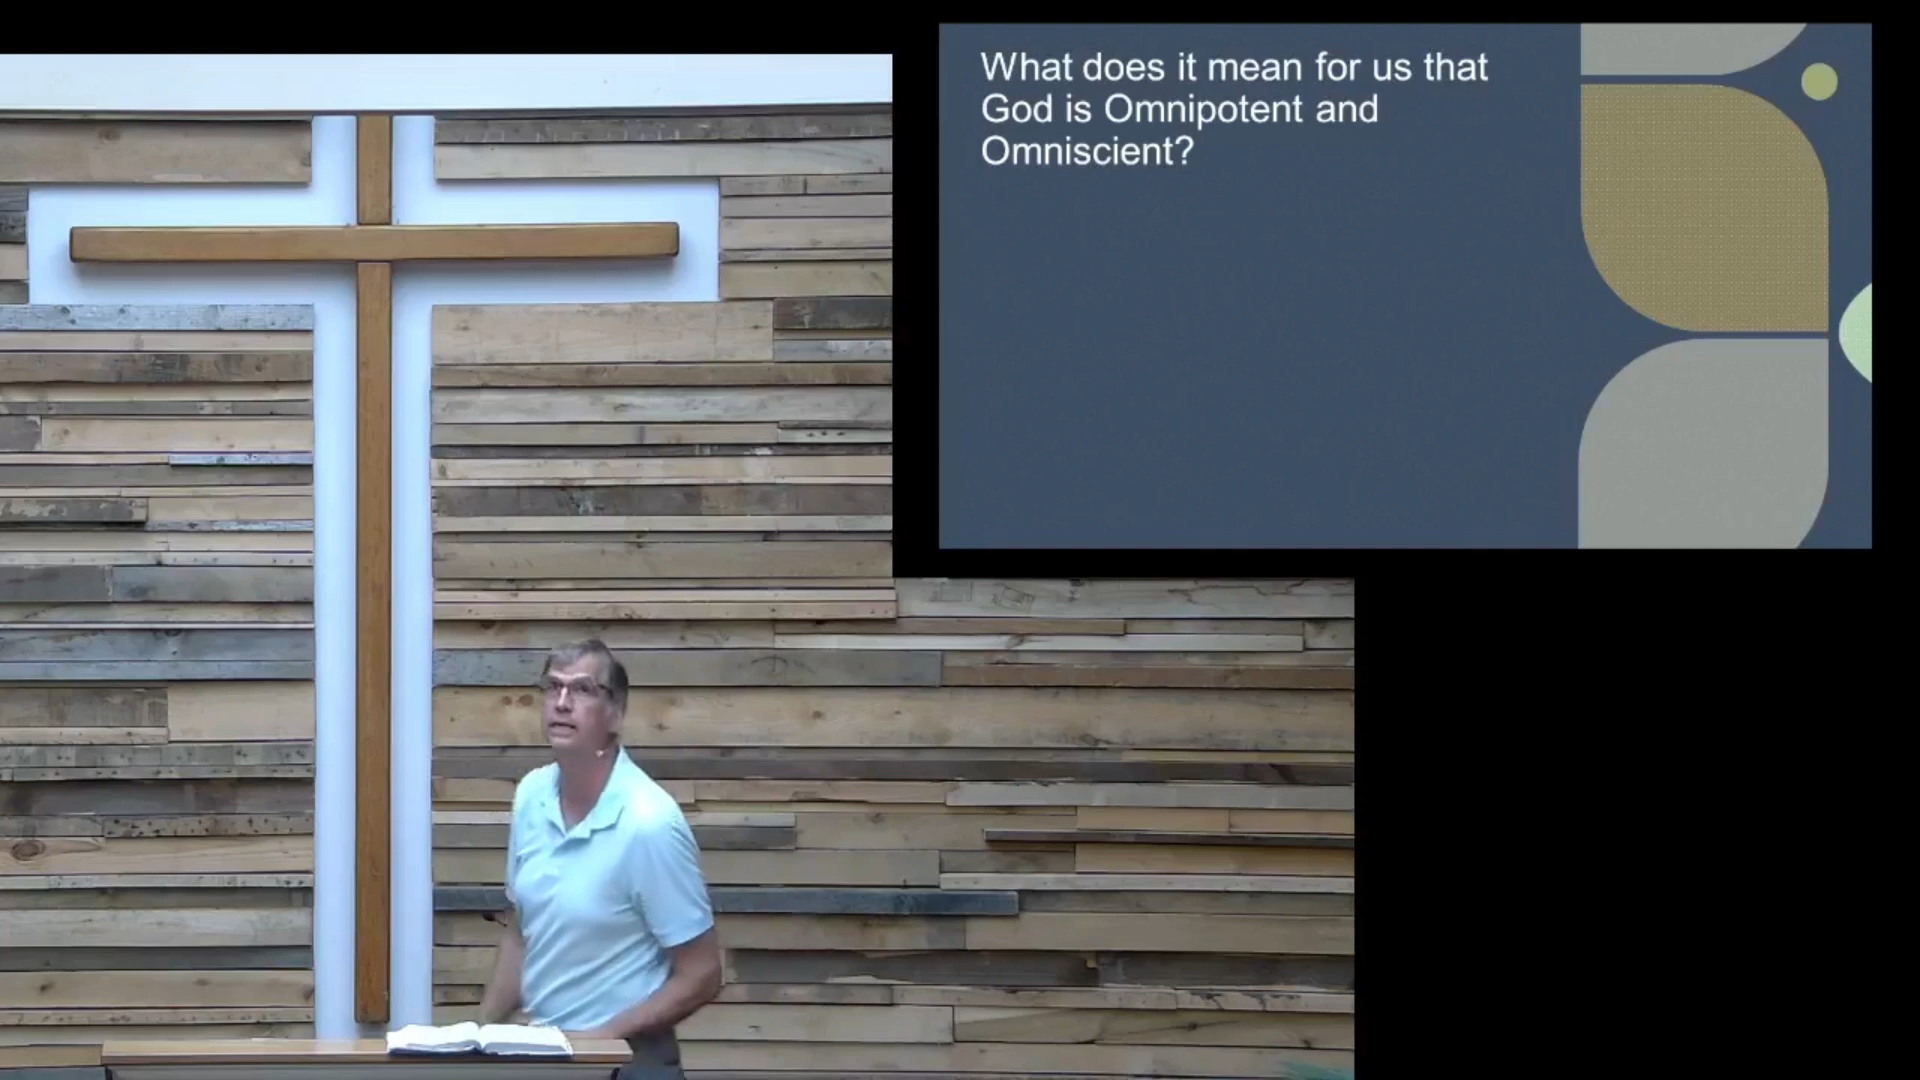 What does it mean for us that
God is Omnipotent and
Omniscient?